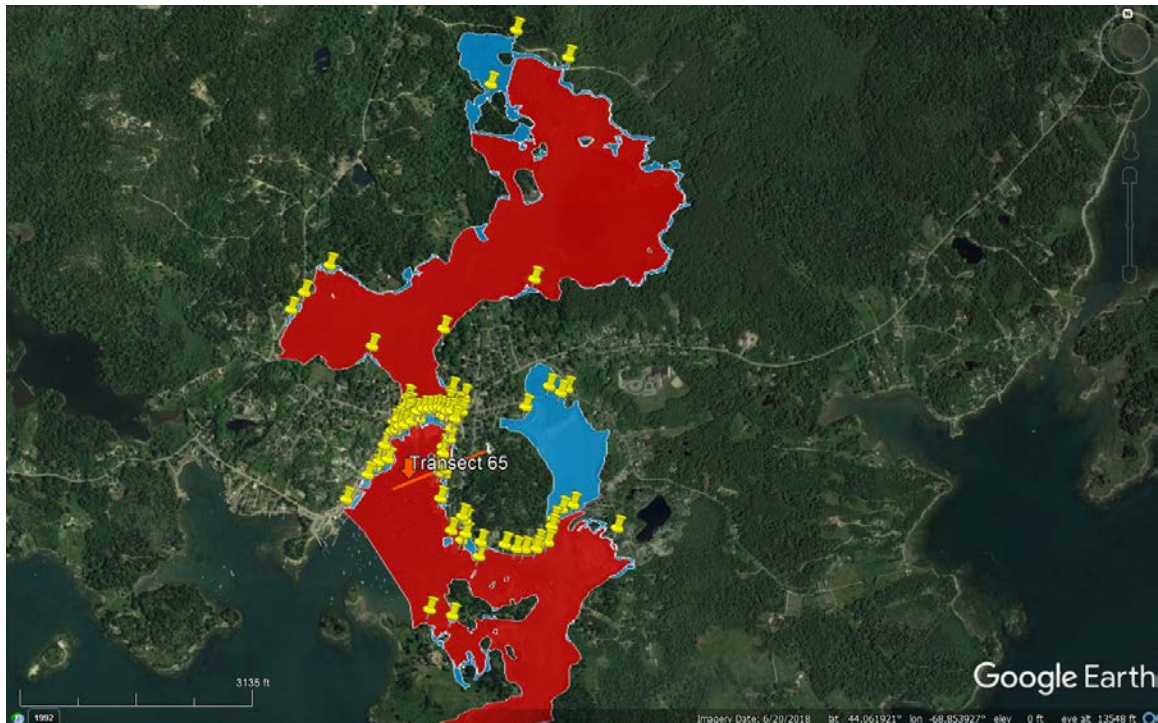 N
Transect 65
3135 ft
Google Earth
1992
Imagery Date: 6/20/2018 lat 44.061921° lon -68.853927° elev 0 ft eye alt 13548 ft